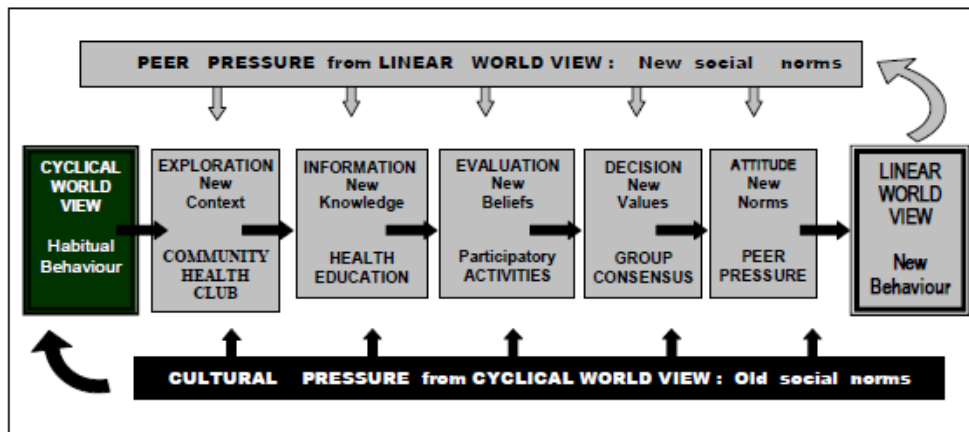 PEER PRESSURE from LINEAR WORLD VIEW : New social norms
CYCLICAL
WORLD
VIEW
Habitual
Behaviour
EXPLORATION
New
Context
COMMUNITY
HEALTH
CLUB
INFORMATION
New
Knowledge
HEALTH
EDUCATION
EVALUATION
New
Beliefs
Participatory
ACTIVITIES
DECISION
New
Values
GROUP
CONSENSUS
ATTITUDE
New
Norms
PEER
PRESSURE
LINEAR
WORLD
VIEW
New
Behaviour
CULTURAL PRESSURE from CYCLICAL WORLD VIEW : Old social norms